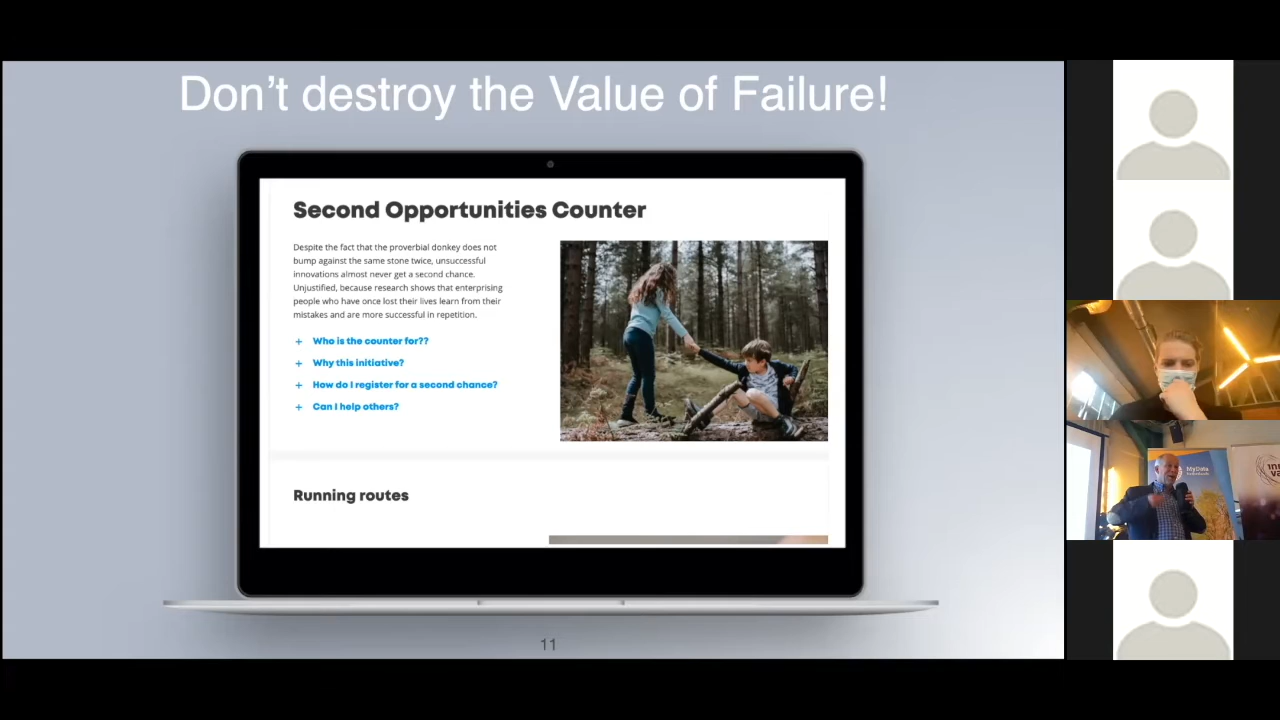 Don't destroy the Value of Failure!
Second Opportunities Counter
Despite the fact that the proverbial donkey does not
bump against the same stone twice, unsuccessful
innovations almost never get a second chance.
Unjustified, because research shows that enterprising
people who have once lost their lives learn from their
mistakes and are more successful in repetition.
+ Who is the counter for??
+ Why this initiative?
+ How do I register for a second chance?
+ Can I help others?
Running routes
11
MyData